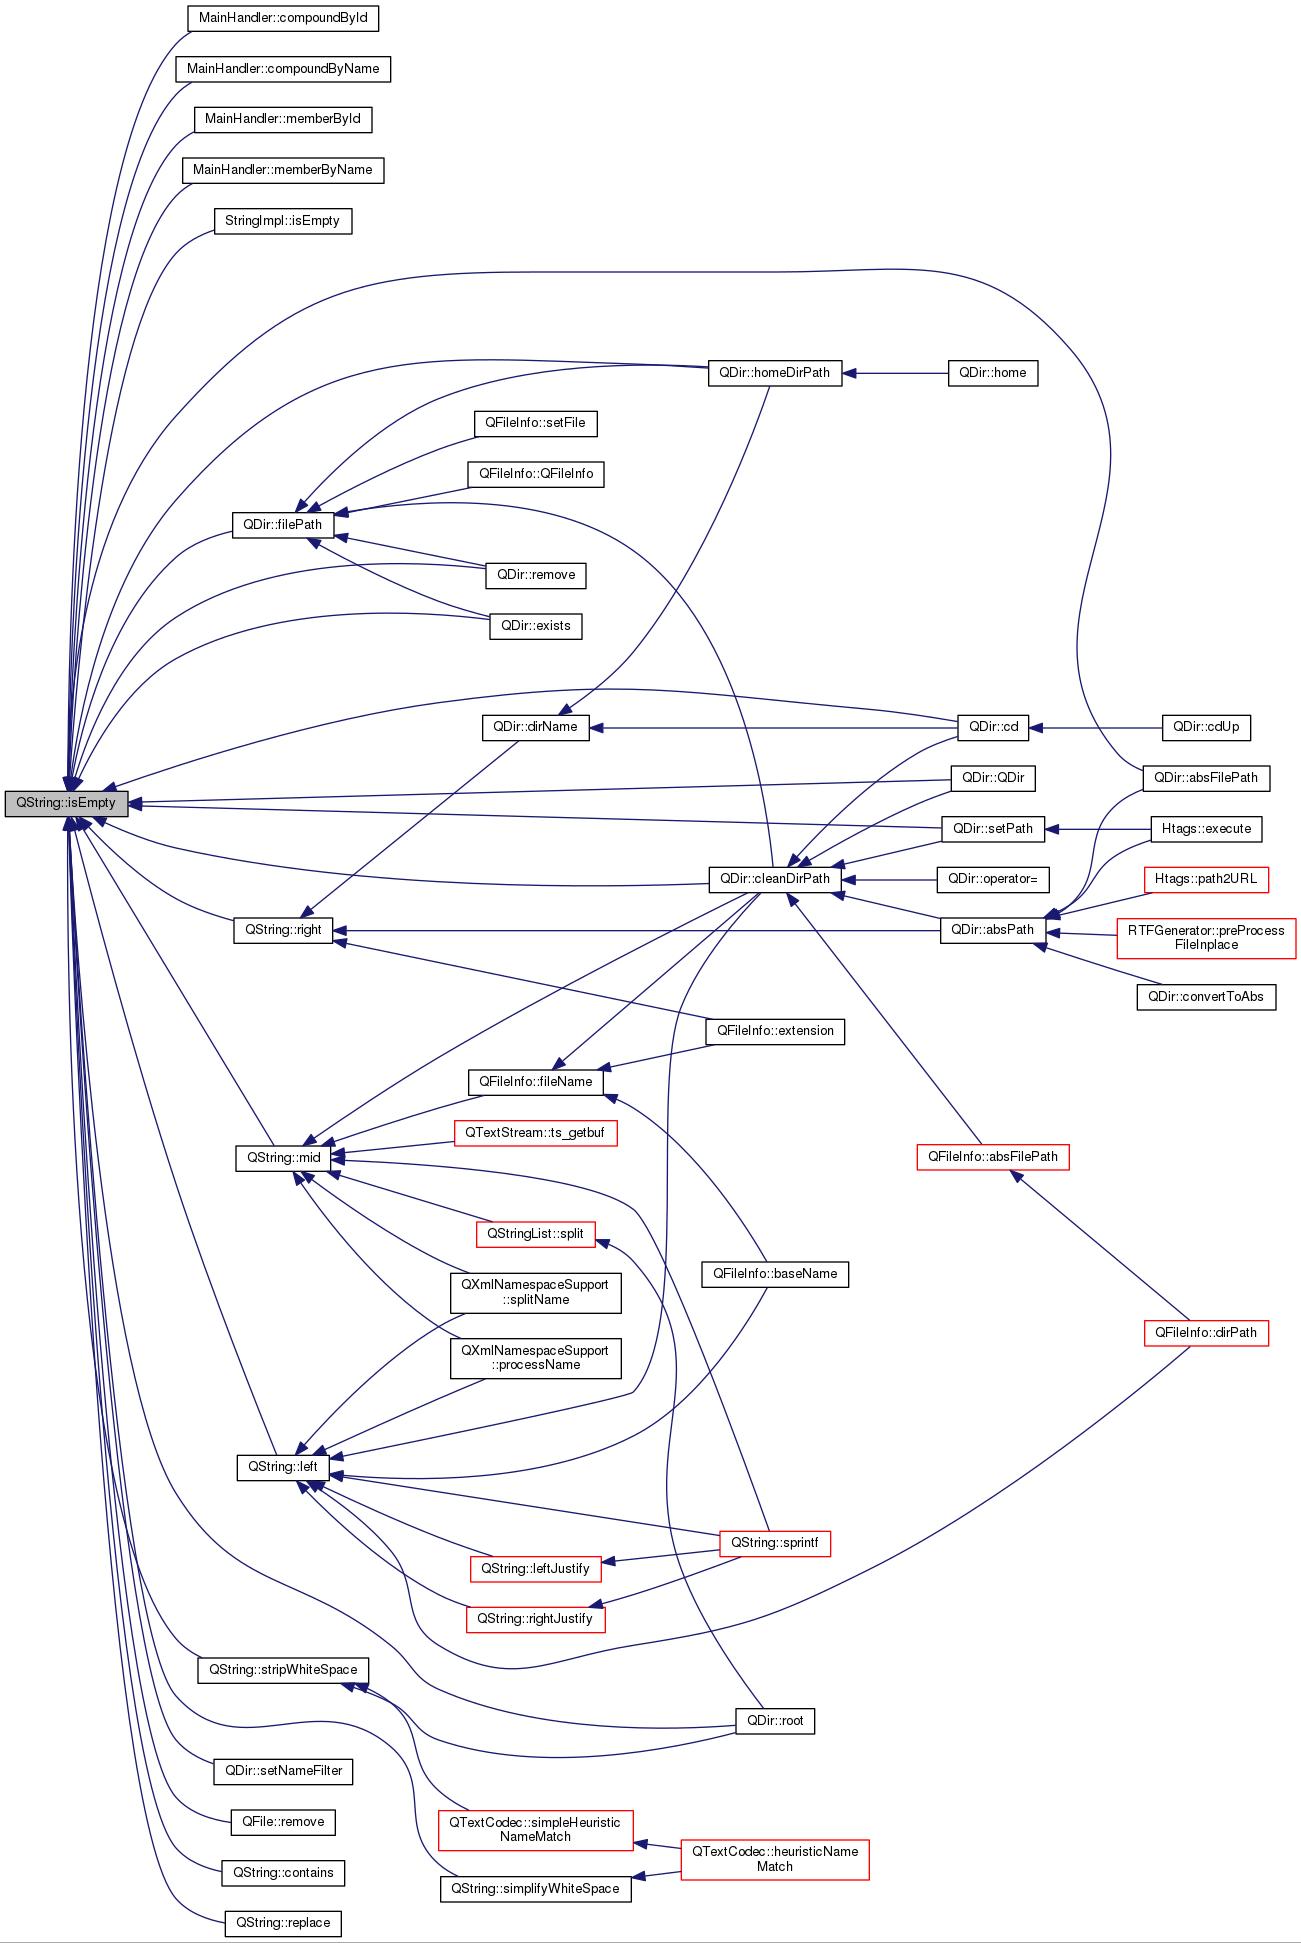 MainHandler::compoundById
MainHandler::compoundByName
MainHandler::memberById
MainHandler::memberByName
StringImpl::isEmpty
QDir::homeDirPath
QDir::home
QFileInfo::setFile
QFileInfo::QFileInfo
QDir::filePath
QDir::remove
QDir::exists
QDir::dirName
QDir::cd
QDir::cdUp
QDir::QDir
QDir::absFilePath
QString::isEmpty
QDir::setPath
Htags::execute
QDir::cleanDirPath
QDir::operator=
Htags::path2URL
QString::right
QDir::absPath
RTFGenerator::preProcess
FileInplace
QDir::convertToAbs
QFileInfo::extension
QFileInfo::fileName
QTextStream::ts_getbuf
QString::mid
QFileInfo::absFilePath
QStringList::split
QFileInfo::baseName
QXmlNamespaceSupport
::splitName
QFileInfo::dirPath
QXmlNamespaceSupport
::processName
QString::left
QString::sprintf
QString::leftJustify
QString::rightJustify
QString::stripWhiteSpace
QDir::root
QDir::setNameFilter
QFile::remove
QTextCodec::simpleHeuristic
NameMatch
QTextCodec::heuristicName
Match
QString::contains
QString::simplifyWhiteSpace
QString::replace